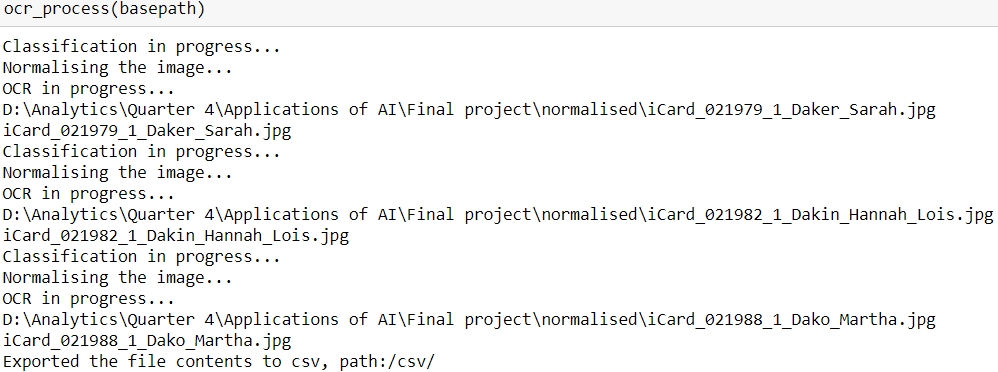 ocr_process(basepath)
Classification in progress...
Normalising the image...
OCR in progress...
D:\Analytics\Quarter 4\Applications of AI\Final project\normalised\iCard_021979_1_Daker_Sarah.jpg
iCard_021979_1_Daker_Sarah.jpg
Classification in progress...
Normalising the image...
OCR in progress...
D:\Analytics\Quarter 4\Applications of AI\Final project\normalised\iCard_021982_1_Dakin_Hannah_Lois.jpg
iCard_021982_1_Dakin_Hannah_Lois.jpg
Classification in progress...
Normalising the image...
OCR in progress...
D:\Analytics\Quarter 4\Applications of AI\Final project\normalised\iCard_021988_1_Dako_Martha.jpg
iCard_021988_1_Dako_Martha.jpg
Exported the file contents to csv, path:/csv/